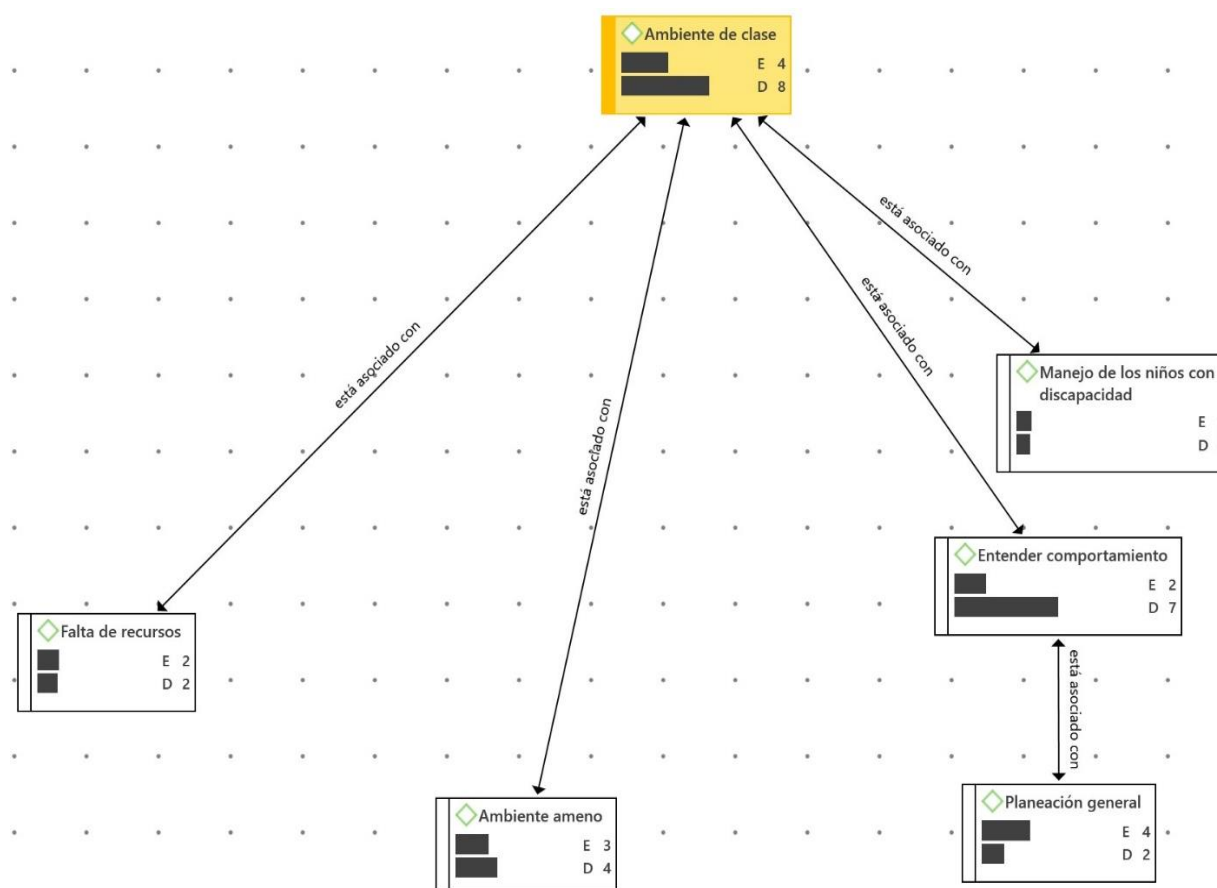 Ambiente de clase
E 4
D 8
está asociado con
está asociado con
está asociado con
está asociado con
Manejo de los niños con
discapacidad
E
D
Entender comportamiento
E 2
D 7
está asociado con
Falta de recursos
E 2
D 2
Ambiente ameno
E 3
D 4
Planeación general
E 4
D 2